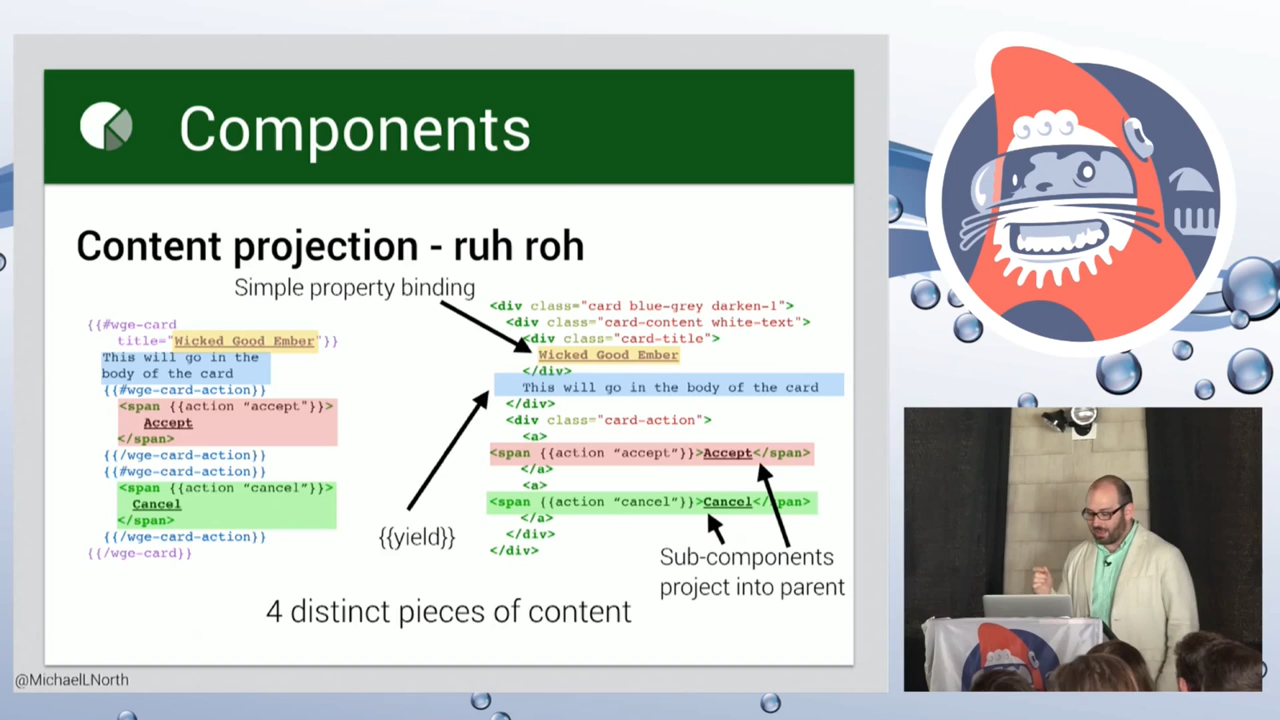 Components
Content projection - ruh roh
Simple property binding
{{#wge-card
title="Wicked Good Ember"}}
This will go in the
body of the card
{{#wge-card-action}}
<span {{action “accept”}}>
Accept
</span>
{{/wge-card-action}}
{{#wge-card-action}}
<span {{action “cancel”}}>
Cancel
</span>
{{/wge-card-action}}
{{/wge-card}}
<div class="card blue-grey darken-1">
<div class="card-content white-text">
<div class="card-title">
Wicked Good Ember
</div>
This will go in the body of the card
</div>
<div class="card-action">
<a>
<span {{action “accept”}}>Accept</span>
</a>
<a>
<span {{action “cancel”}}>Cancel</span>
</a>
</div>
</div>
{{yield}}
Sub-components
project into parent
4 distinct pieces of content
@MichaelLNorth